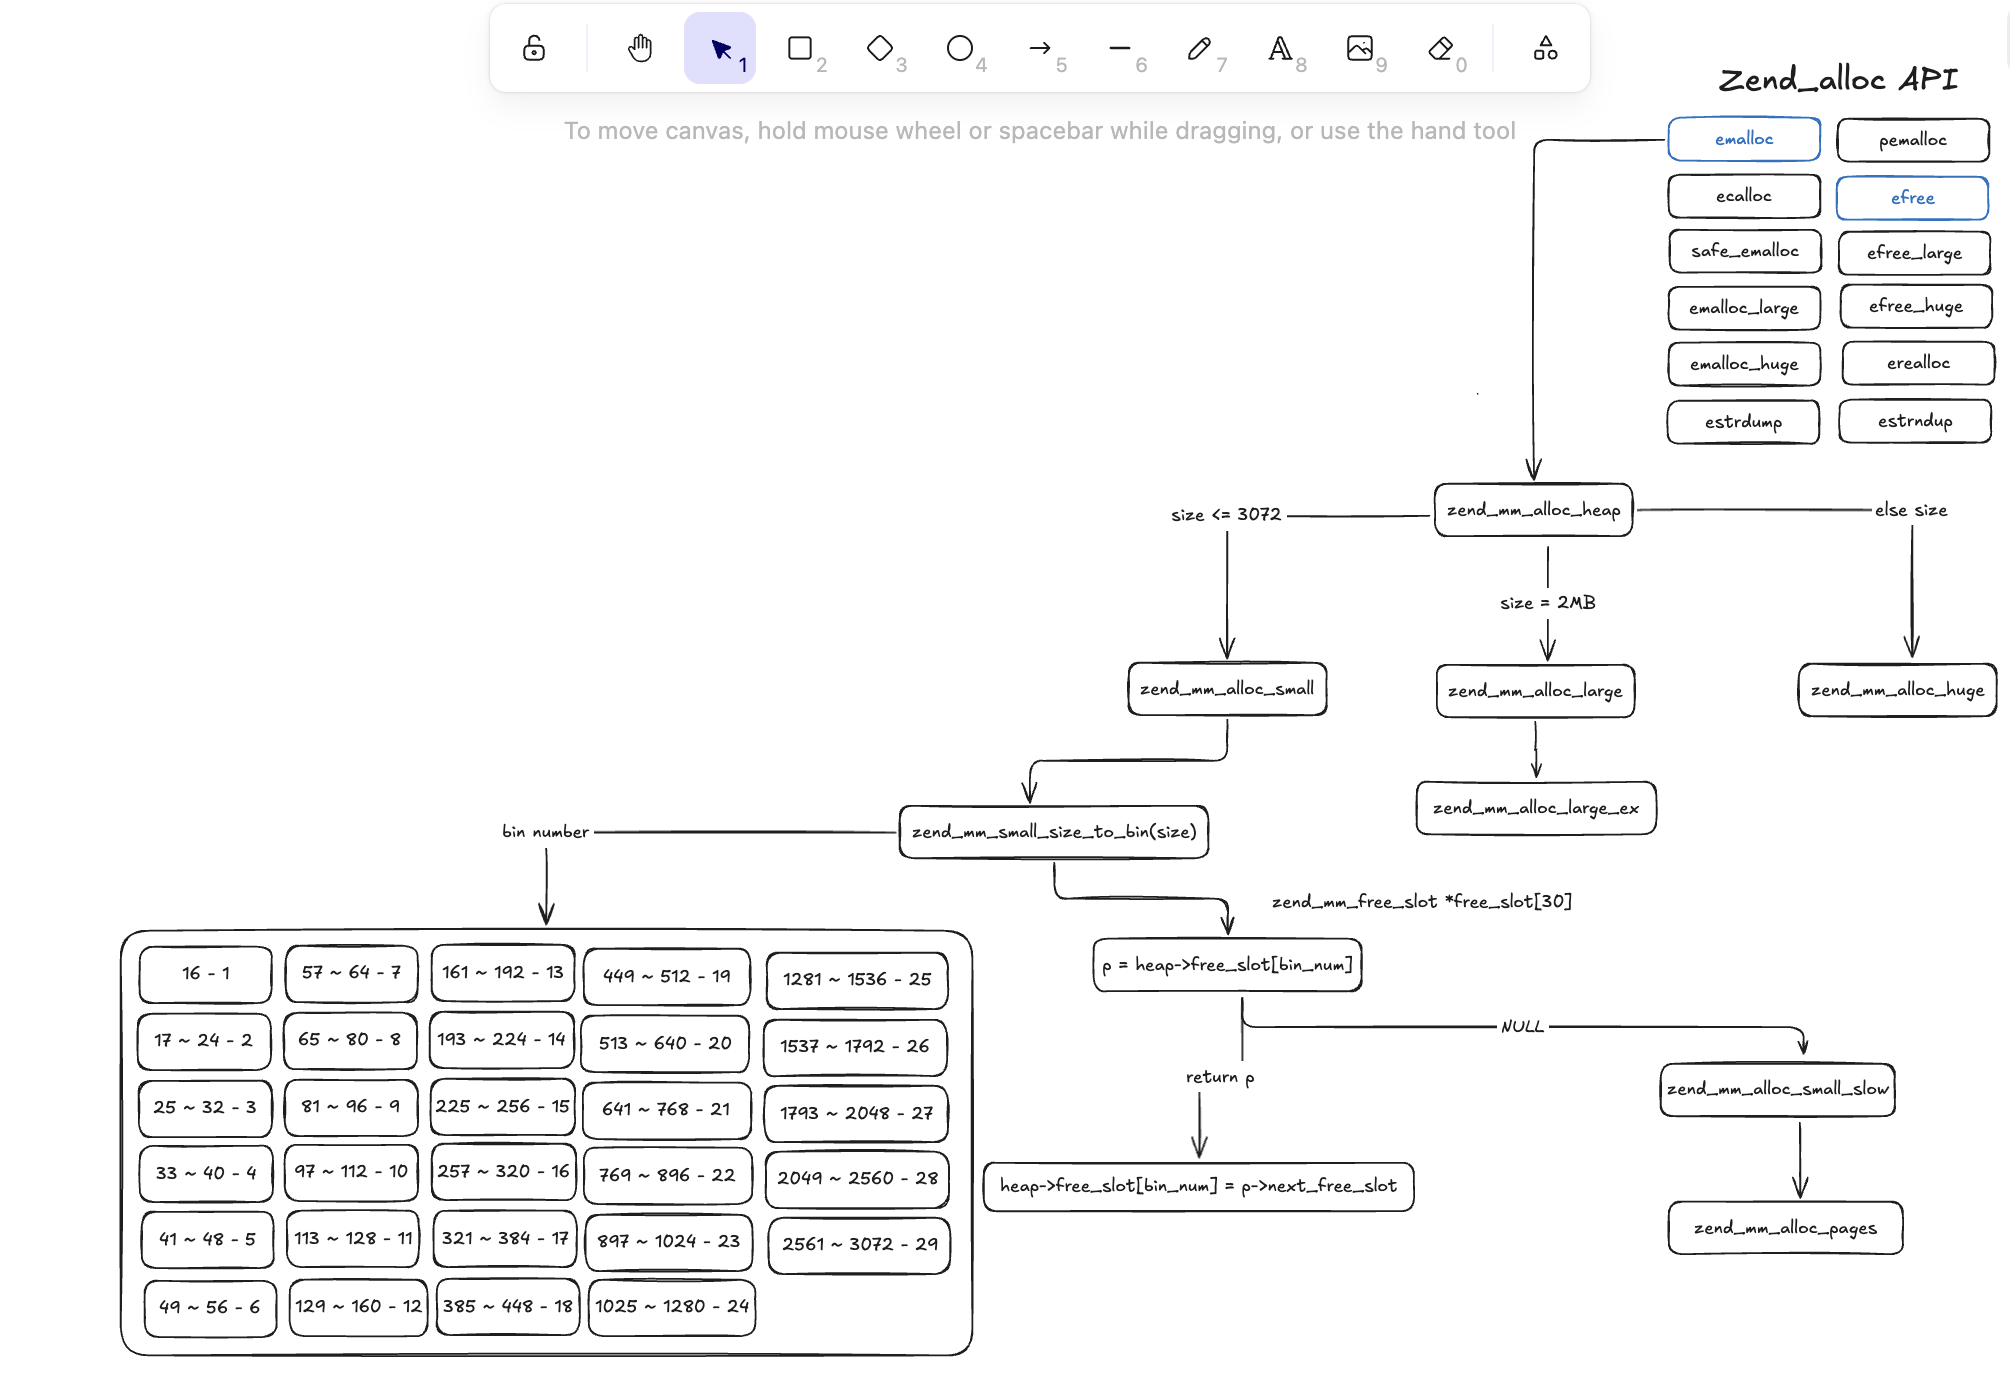 1
2
3
4
5
6
7
8
9
0
To move canvas, hold mouse wheel or spacebar while dragging, or use the hand tool
Zend_alloc API
emalloc
pemalloc
ecalloc
efree
safe_emalloc
efree_large
emalloc_large
efree_huge
emalloc_huge
erealloc
estrdump
estrndup
size <= 3072
zend_mm_alloc_heap
else size
size = 2MB
zend_mm_alloc_small
zend_mm_alloc_large
zend_mm_alloc_huge
zend_mm_alloc_large_ex
bin number
zend_mm_small_size_to_bin(size)
zend_mm_free_slot *free_slot[30]
p = heap->free_slot[bin_num]
NULL
return p
zend_mm_alloc_small_slow
heap->free_slot[bin_num] = p->next_free_slot
zend_mm_alloc_pages
16 - 1
57 ~ 64 - 7
161 ~ 192 - 13
449 ~ 512 - 19
1281 ~ 1536 - 25
17 ~ 24 - 2
65 ~ 80 - 8
193 ~ 224 - 14
513 ~ 640 - 20
1537 ~ 1792 - 26
25 ~ 32 - 3
81 ~ 96 - 9
225 ~ 256 - 15
641 ~ 768 - 21
1793 ~ 2048 - 27
33 ~ 40 - 4
97 ~ 112 - 10
257 ~ 320 - 16
769 ~ 896 - 22
2049 ~ 2560 - 28
41 ~ 48 - 5
113 ~ 128 - 11
321 ~ 384 - 17
897 ~ 1024 - 23
2561 ~ 3072 - 29
49 ~ 56 - 6
129 ~ 160 - 12
385 ~ 448 - 18
1025 ~ 1280 - 24